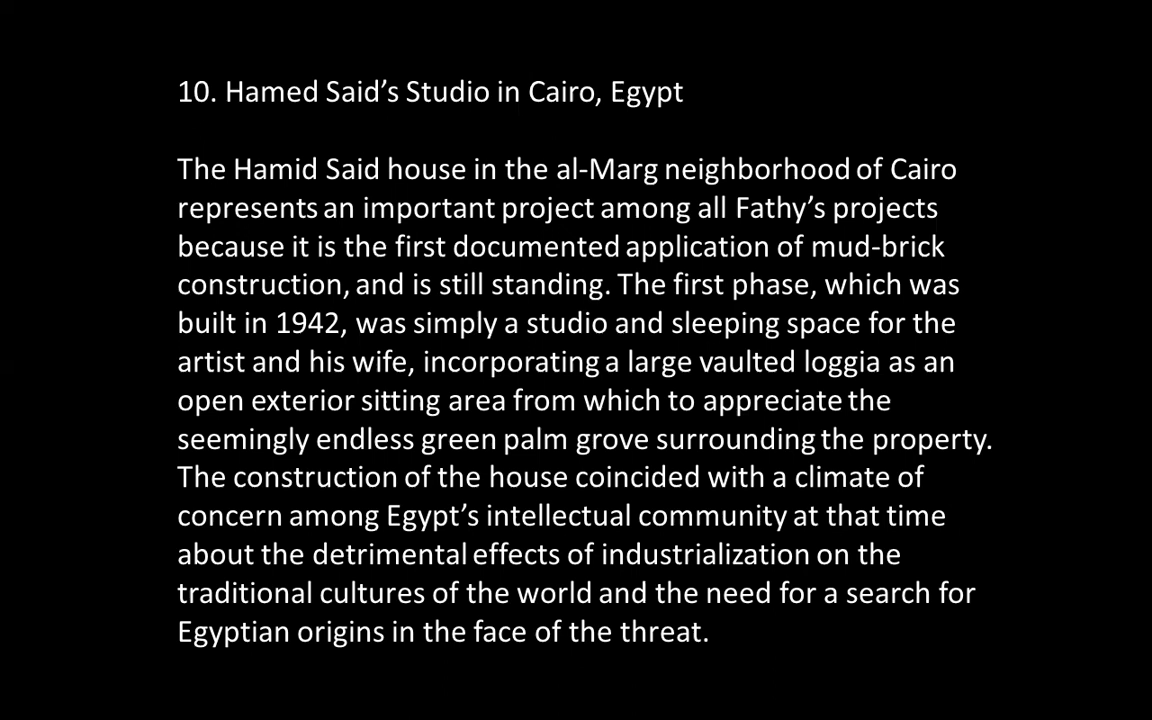 10. Hamed Said’s Studio in Cairo, Egypt
The Hamid Said house in the al-Marg neighborhood of Cairo
represents an important project among all Fathy’s projects
because it is the first documented application of mud-brick
construction, and is still standing. The first phase, which was
built in 1942, was simply a studio and sleeping space for the
artist and his wife, incorporating a large vaulted loggia as an
open exterior sitting area from which to appreciate the
seemingly endless green palm grove surrounding the property.
The construction of the house coincided with a climate of
concern among Egypt’s intellectual community at that time
about the detrimental effects of industrialization on the
traditional cultures of the world and the need for a search for
Egyptian origins in the face of the threat.